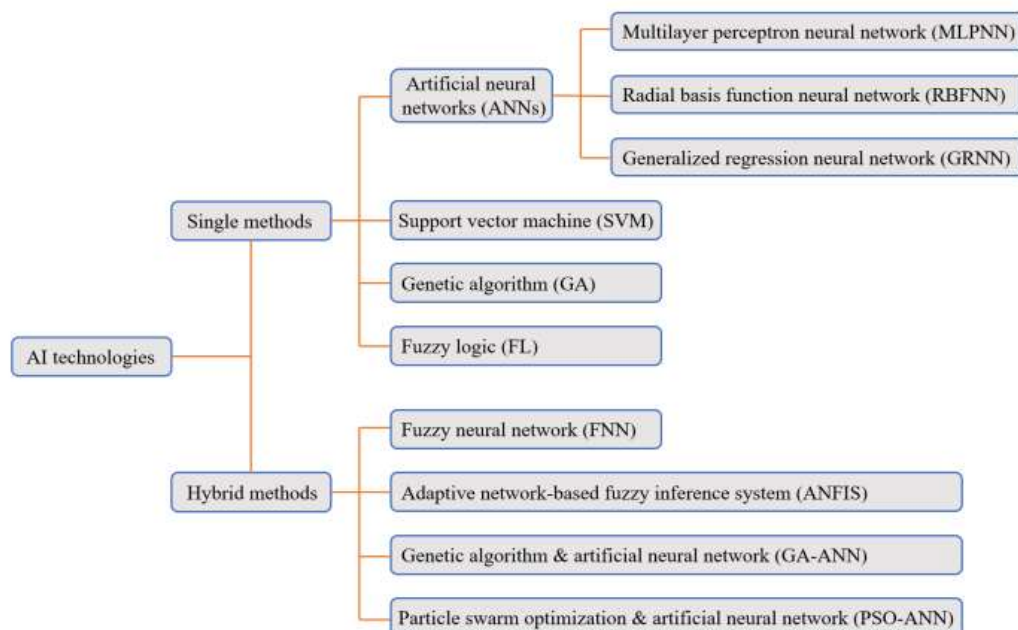 Multilayer perceptron neural network (MLPNN)
Artificial neural
networks (ANNs)
Radial basis function neural network (RBFNN)
Generalized regression neural network (GRNN)
Single methods
Support vector machine (SVM)
Genetic algorithm (GA)
Fuzzy logic (FL)
AI technologies
Fuzzy neural network (FNN)
Hybrid methods
Adaptive network-based fuzzy inference system (ANFIS)
Genetic algorithm & artificial neural network (GA-ANN)
Particle swarm optimization & artificial neural network (PSO-ANN)